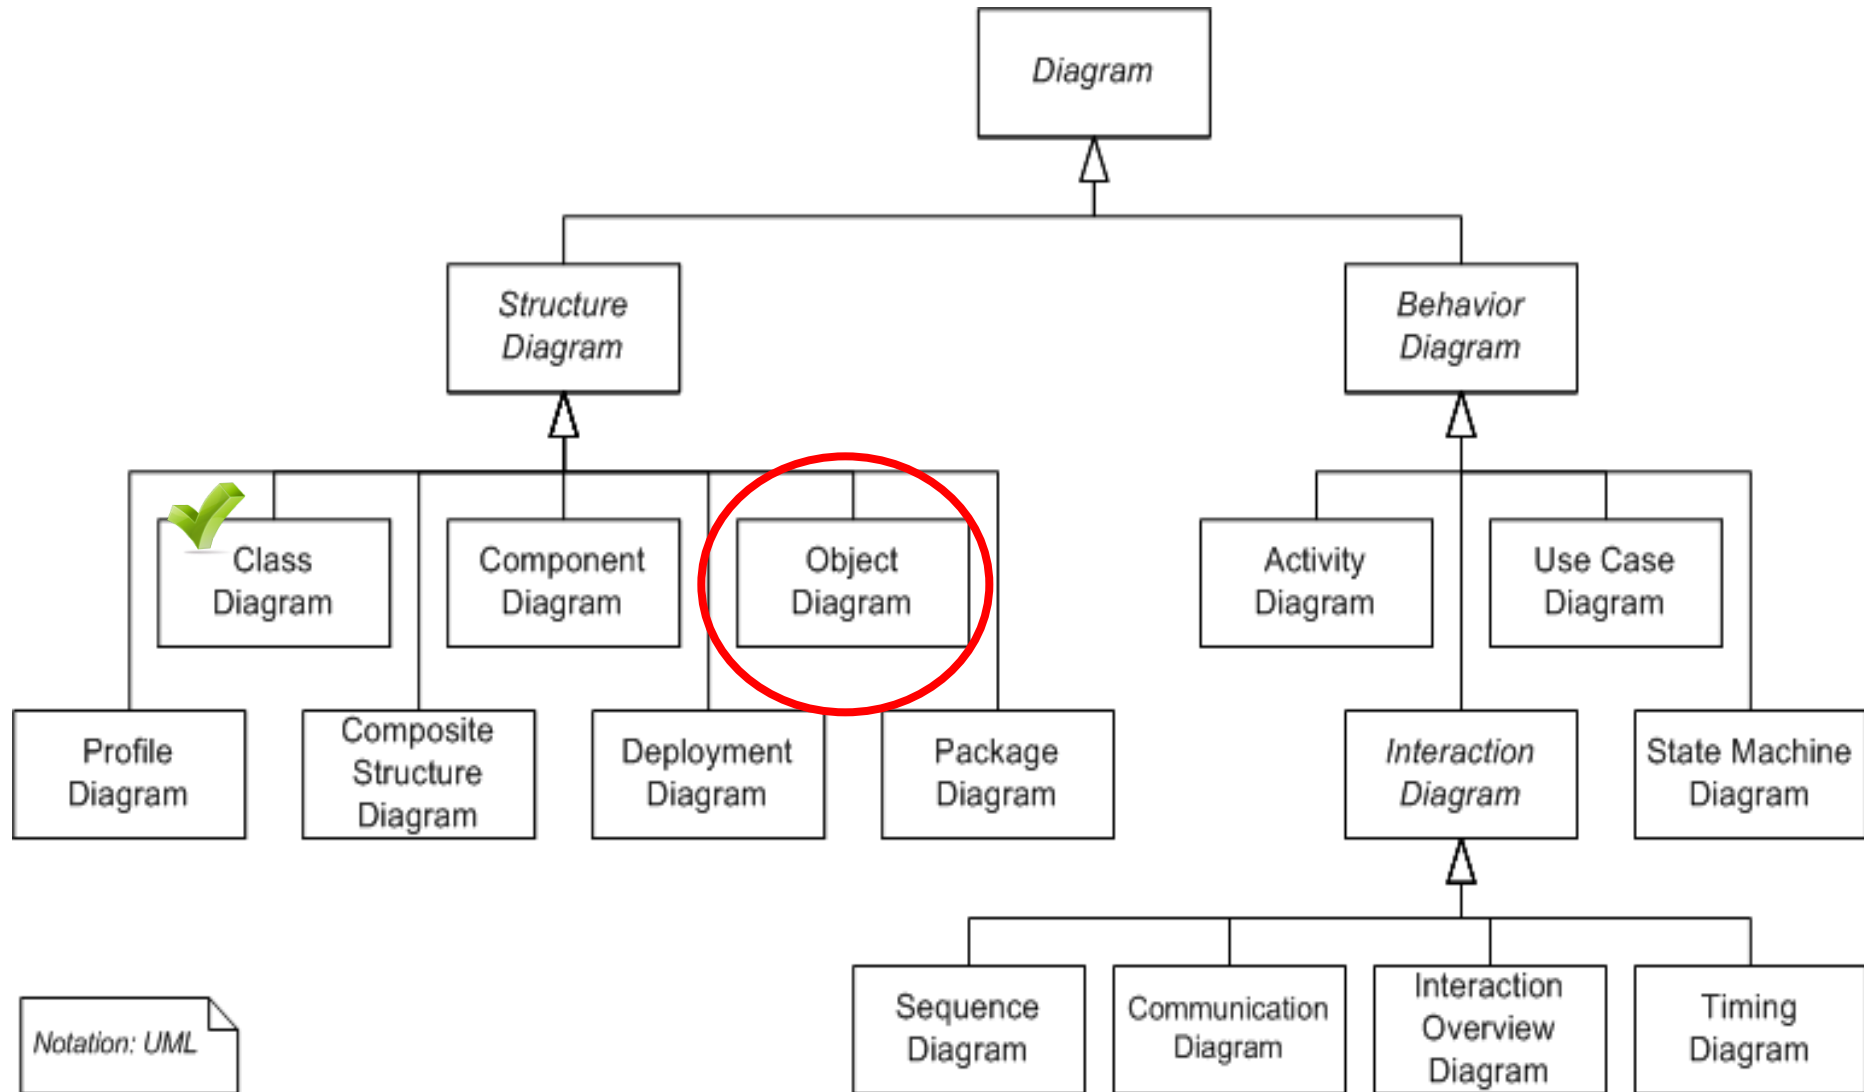 Diagram
Structure
Diagram
Behavior
Diagram
Class
Diagram
Component
Diagram
Object
Diagram
Activity
Diagram
Use Case
Diagram
Profile
Diagram
Composite
Structure
Diagram
Deployment
Diagram
Package
Diagram
Interaction
Diagram
State Machine
Diagram
Sequence
Diagram
Communication
Diagram
Interaction
Overview
Diagram
Timing
Diagram
Notation: UML